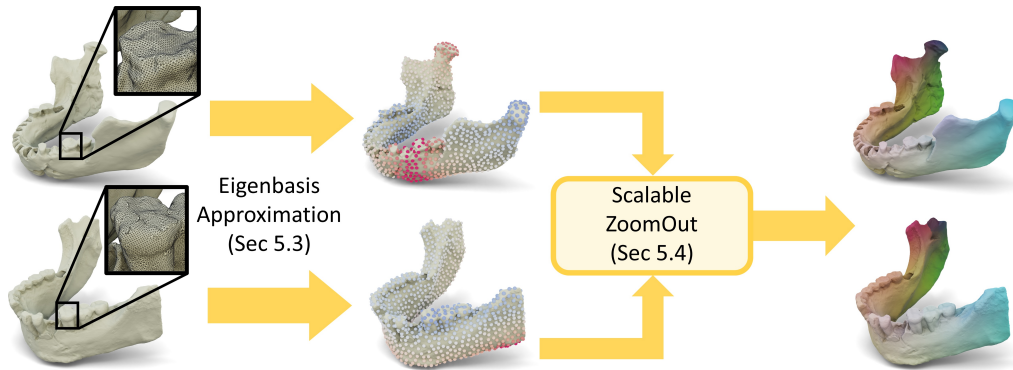 Eigenbasis
Approximation
(Sec 5.3)
Scalable
ZoomOut
(Sec 5.4)